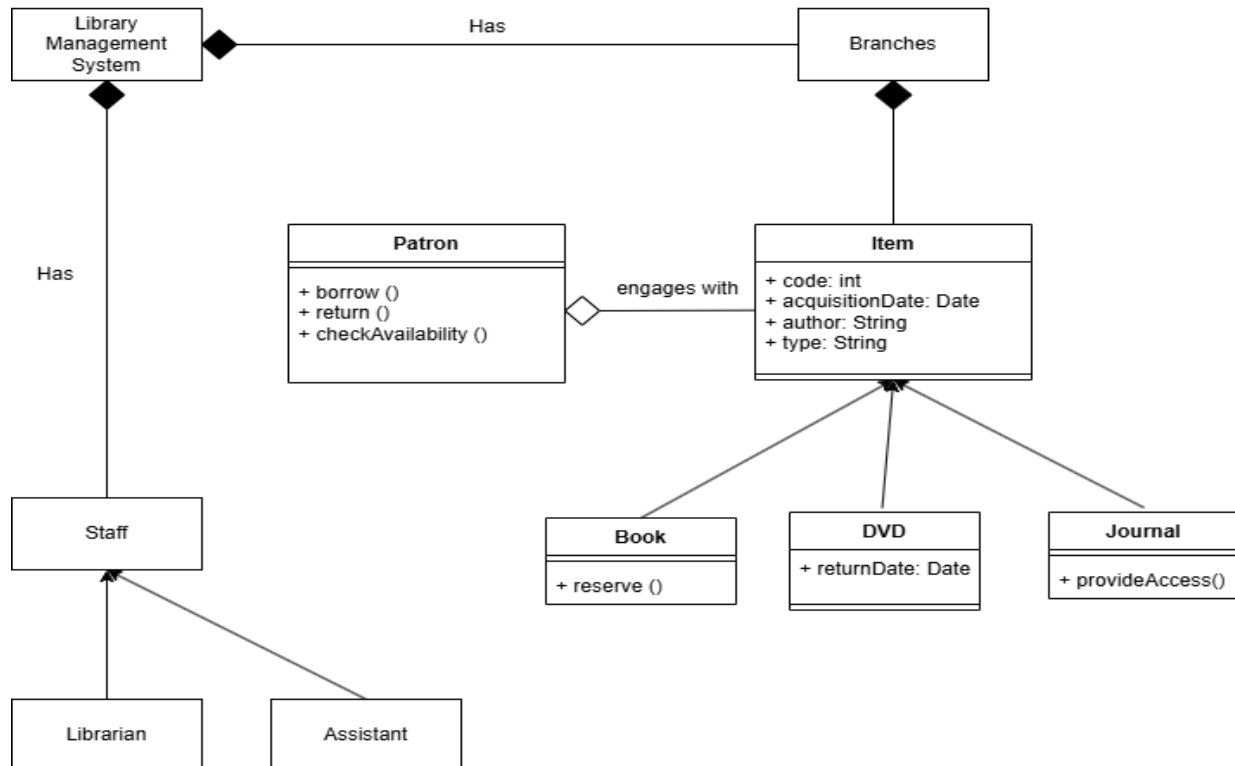 Library
Management
System
Has
Branches
Has
Patron
+ borrow ()
+ return ()
+ checkAvailability ()
engages with
Item
+ code: int
+ acquisitionDate: Date
+ author: String
+ type: String
Staff
Book
+ reserve ()
DVD
+ returnDate: Date
Journal
+ provideAccess()
Librarian
Assistant